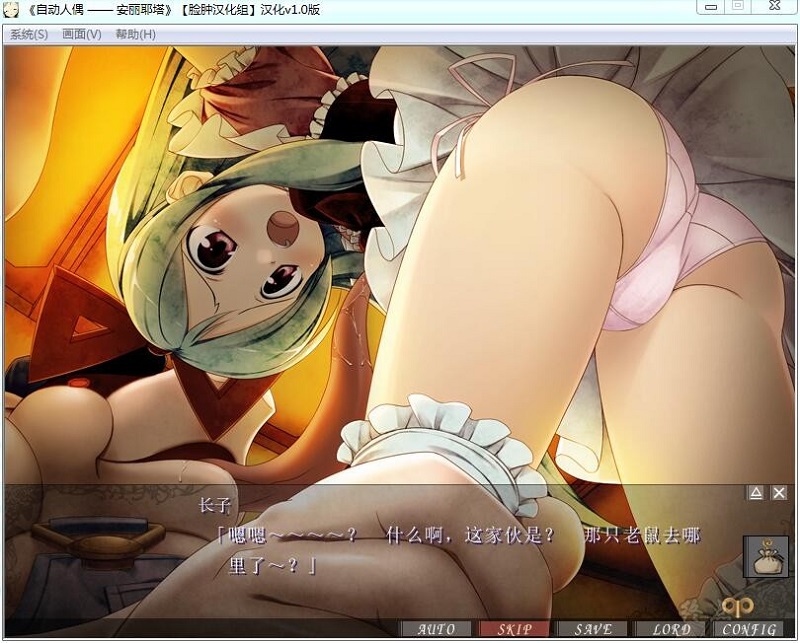 《自动人偶 —— 安丽耶塔》【脸肿汉化组】汉化v1.0版
系统(S) 画面(V) 帮助(H)
长子
「嗯嗯～～～～？ 什么啊，这家伙是？ 那只老鼠去哪
里了～？」
AUTO SKIP SAVE LORD CONFIG